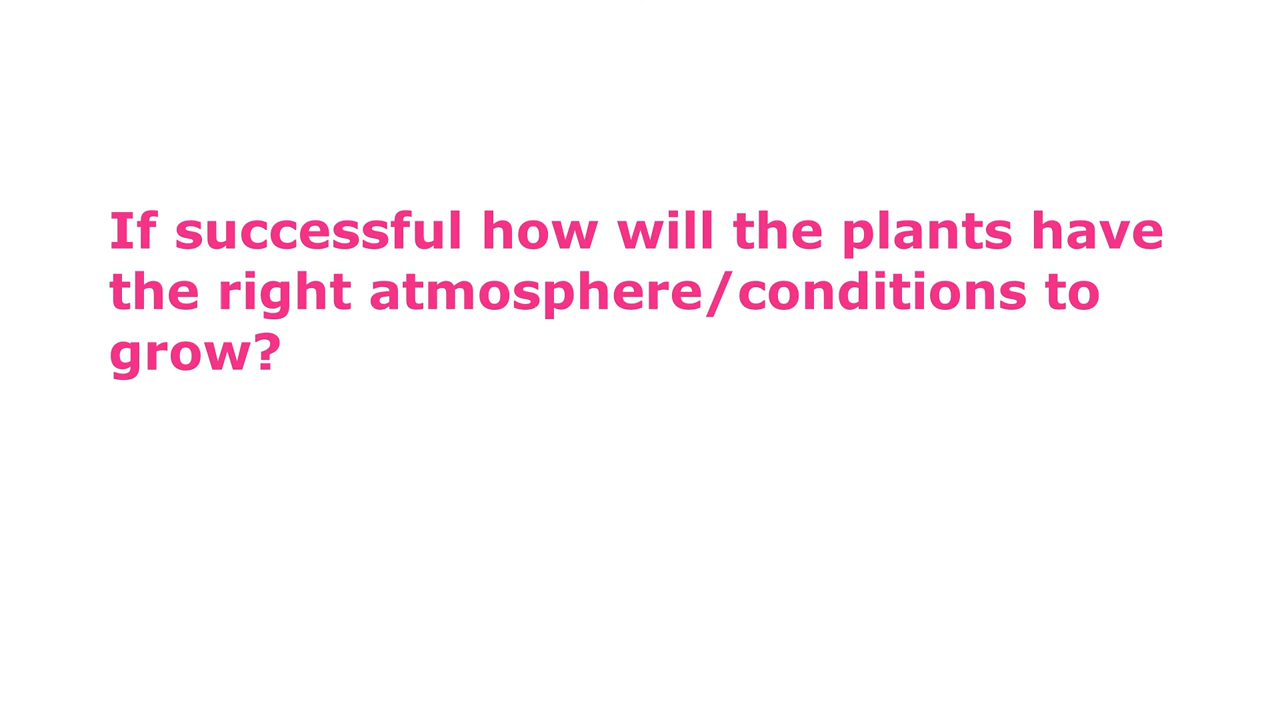 If successful how will the plants have
the right atmosphere/conditions to
grow?